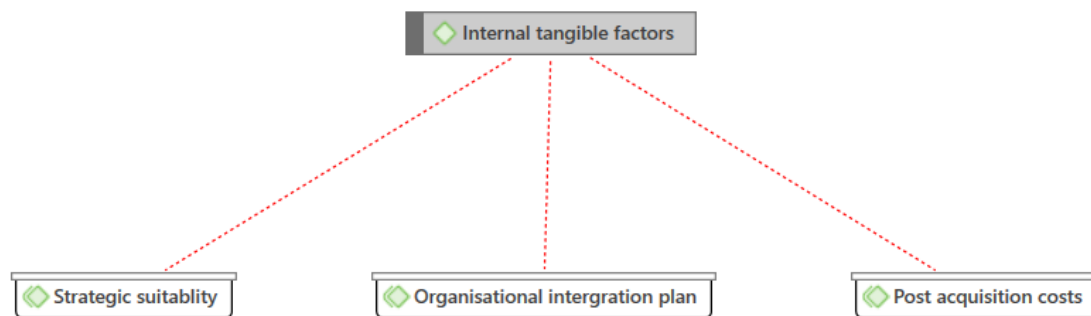 Internal tangible factors
Strategic suitablity
Organisational intergration plan
Post acquisition costs